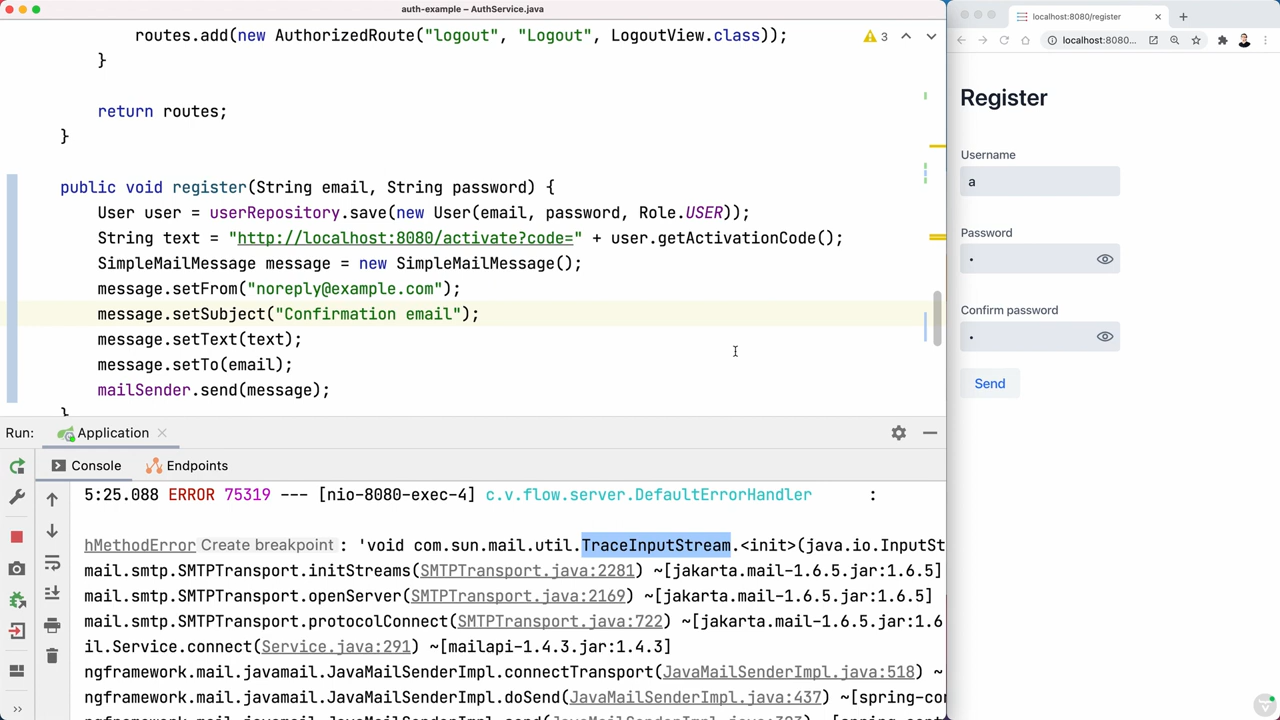 auth-example – AuthService.java
routes.add(new AuthorizedRoute("logout", "Logout", LogoutView.class));
3
}
return routes;
}
public void register(String email, String password) {
User user = userRepository.save(new User(email, password, Role.USER));
String text = "http://localhost:8080/activate?code=" + user.getActivationCode();
SimpleMailMessage message = new SimpleMailMessage();
message.setFrom("noreply@example.com");
message.setSubject("Confirmation email");
message.setText(text);
message.setTo(email);
mailSender.send(message);
}
Run: Application
Console Endpoints
5:25.088 ERROR 75319 --- [nio-8080-exec-4] c.v.flow.server.DefaultErrorHandler :
hMethodError Create breakpoint : 'void com.sun.mail.util.TraceInputStream.<init>(java.io.InputSt
mail.smtp.SMTPTransport.initStreams(SMTPTransport.java:2281) ~[jakarta.mail-1.6.5.jar:1.6.5]
mail.smtp.SMTPTransport.openServer(SMTPTransport.java:2169) ~[jakarta.mail-1.6.5.jar:1.6.5]
mail.smtp.SMTPTransport.protocolConnect(SMTPTransport.java:722) ~[jakarta.mail-1.6.5.jar:1.6
il.Service.connect(Service.java:291) ~[mailapi-1.4.3.jar:1.4.3]
ngframework.mail.javamail.JavaMailSenderImpl.connectTransport(JavaMailSenderImpl.java:518) ~
ngframework.mail.javamail.JavaMailSenderImpl.doSend(JavaMailSenderImpl.java:437) ~[spring-co
localhost:8080/register
localhost:8080...
Register
Username
a
Password
•
Confirm password
•
Send